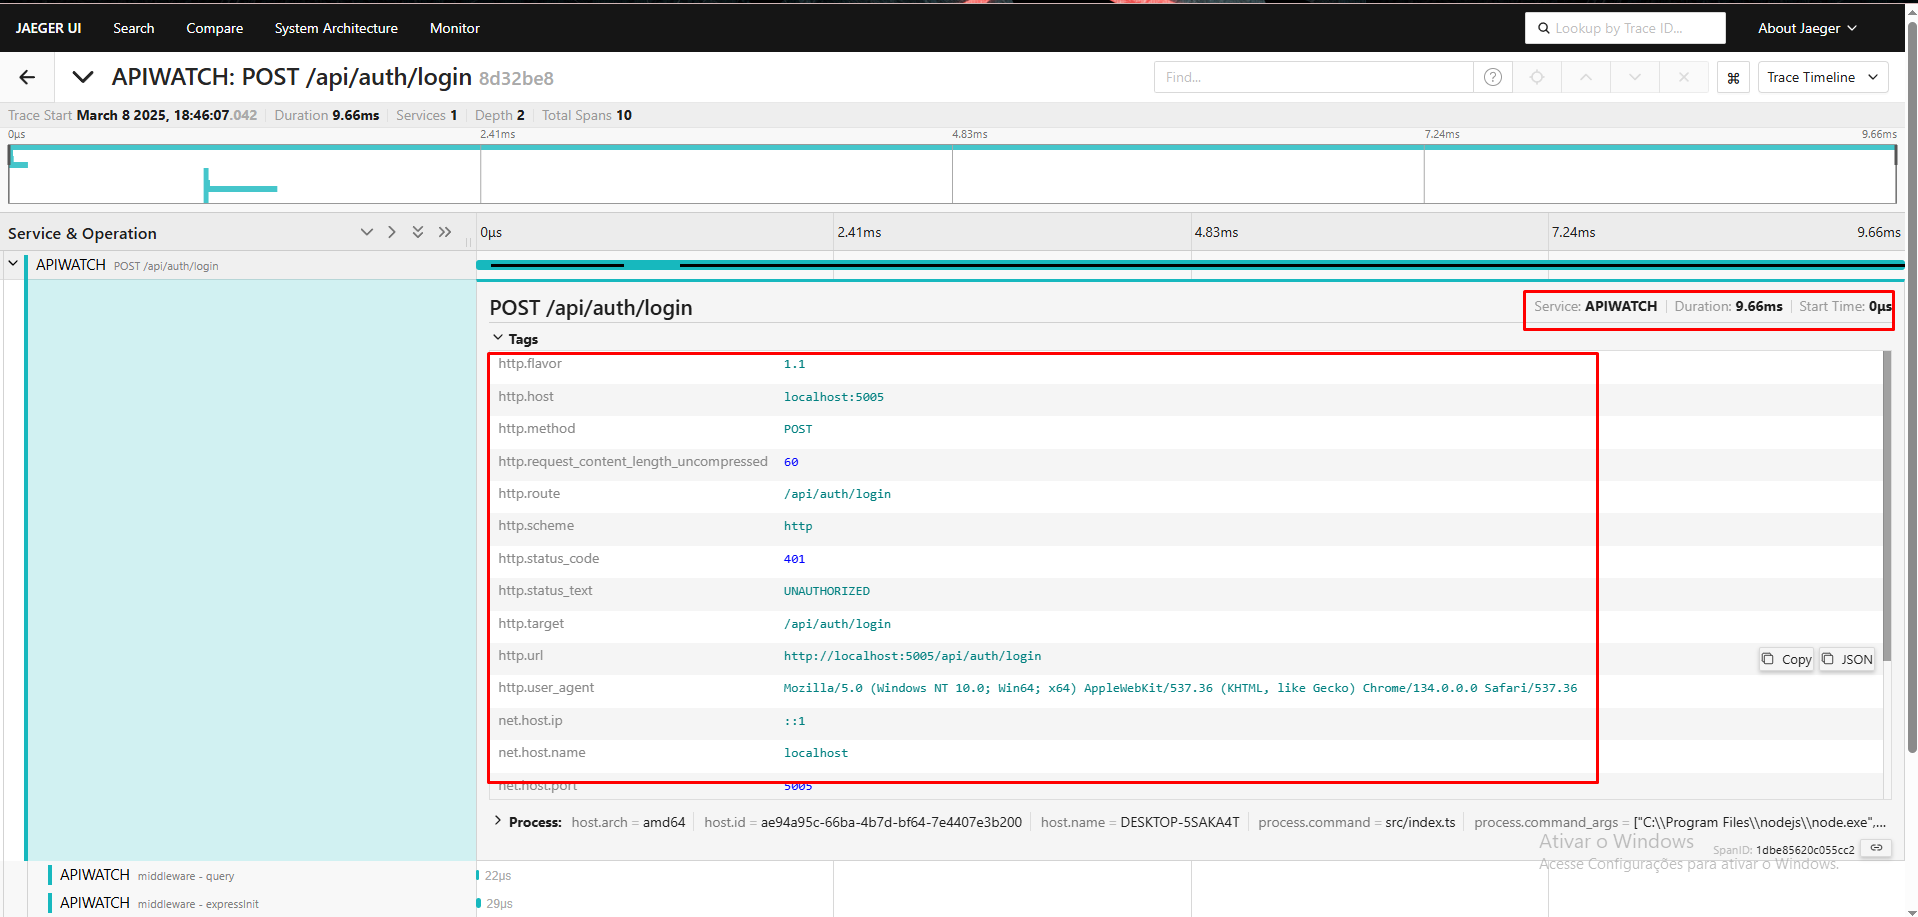 JAEGER UI Search Compare System Architecture Monitor Lookup by Trace ID... About Jaeger
APIWATCH: POST /api/auth/login 8d32be8 Find... Trace Timeline
Trace Start March 8 2025, 18:46:07.042 Duration 9.66ms Services 1 Depth 2 Total Spans 10
0μs 2.41ms 4.83ms 7.24ms 9.66ms
Service & Operation 0μs 2.41ms 4.83ms 7.24ms 9.66ms
APIWATCH POST /api/auth/login
POST /api/auth/login Service: APIWATCH Duration: 9.66ms Start Time: 0μs
Tags
http.flavor 1.1
http.host localhost:5005
http.method POST
http.request_content_length_uncompressed 60
http.route /api/auth/login
http.scheme http
http.status_code 401
http.status_text UNAUTHORIZED
http.target /api/auth/login
http.url http://localhost:5005/api/auth/login Copy JSON
http.user_agent Mozilla/5.0 (Windows NT 10.0; Win64; x64) AppleWebKit/537.36 (KHTML, like Gecko) Chrome/134.0.0.0 Safari/537.36
net.host.ip ::1
net.host.name localhost
net.host.port 5005
Process: host.arch = amd64 host.id = ae94a95c-66ba-4b7d-bf64-7e4407e3b200 host.name = DESKTOP-5SAKA4T process.command = src/index.ts process.command_args = ["C:\\Program Files\\nodejs\\node.exe",...
Ativar o Windows
SpanID: 1dbe85620c055cc2
Acesse Configurações para ativar o Windows.
APIWATCH middleware - query 22μs
APIWATCH middleware - expressInit 29μs